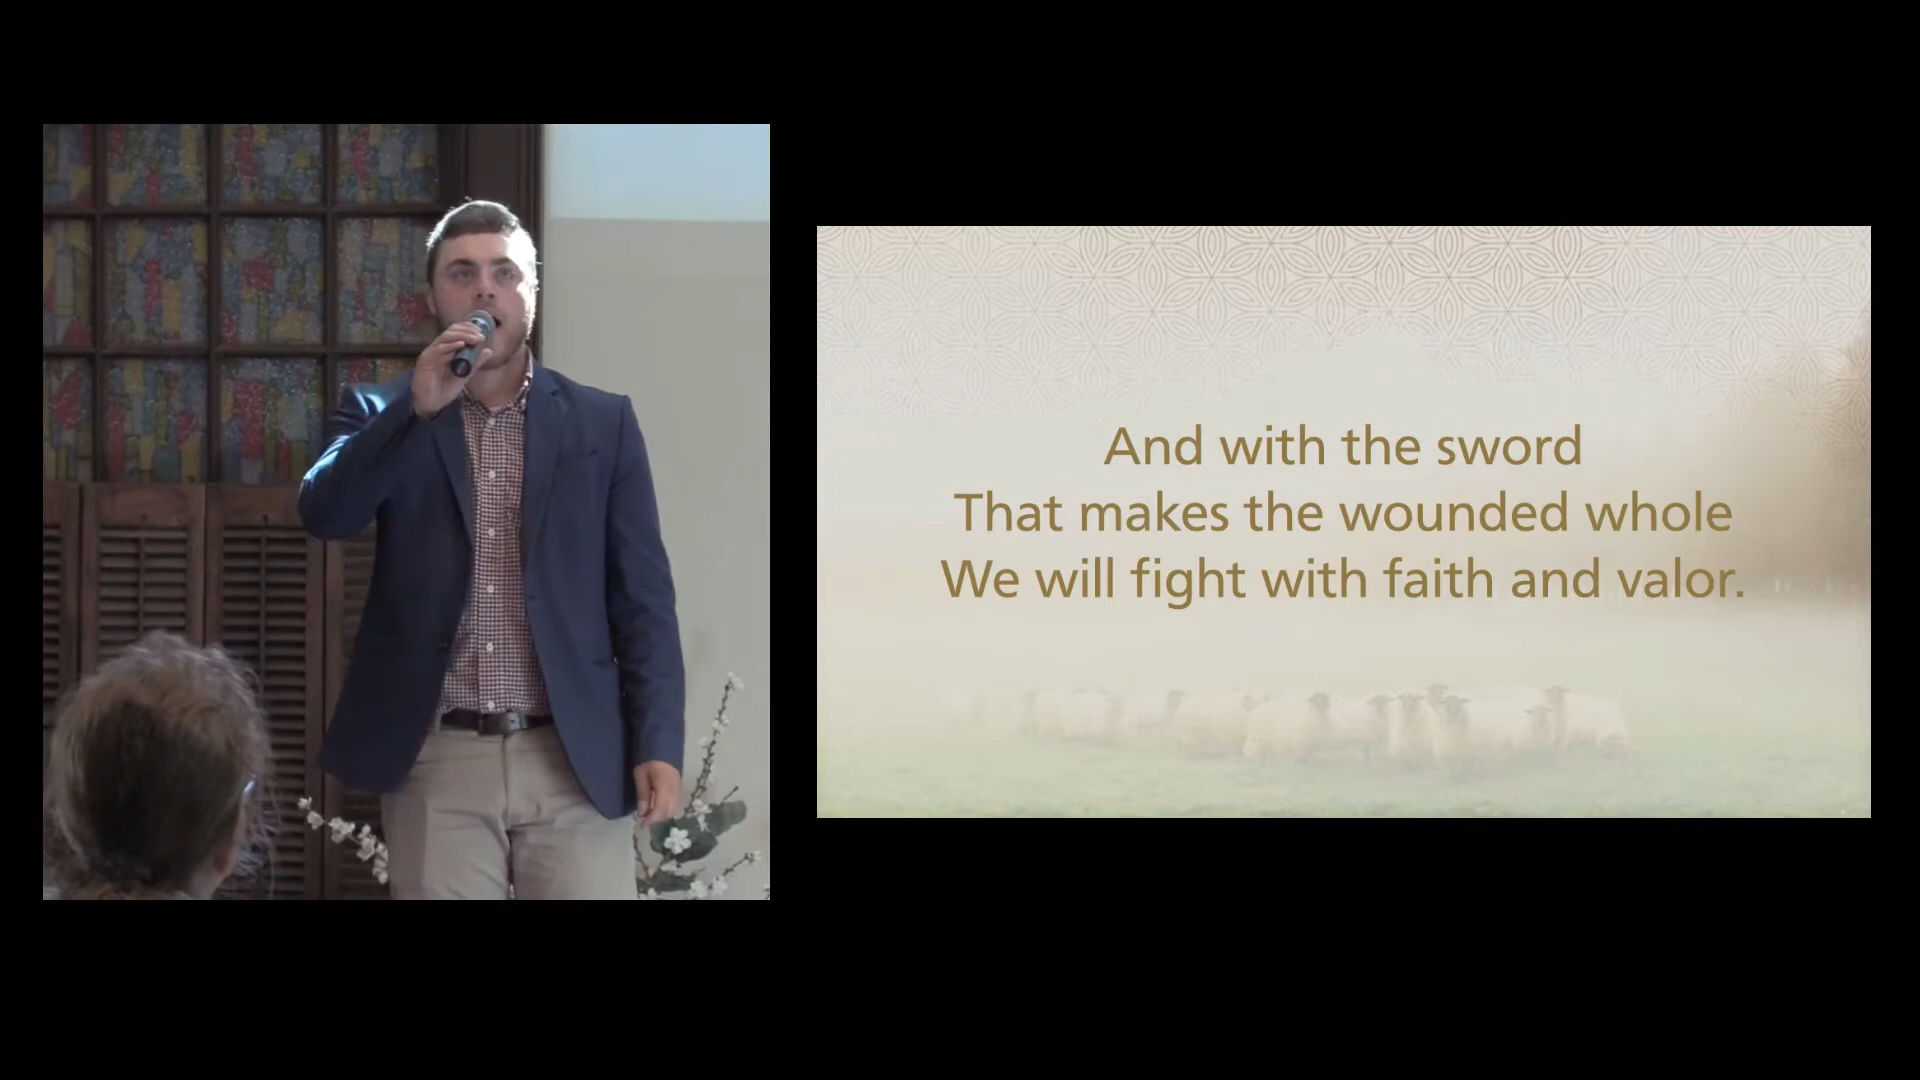 And with the sword
That makes the wounded whole
We will fight with faith and valor.